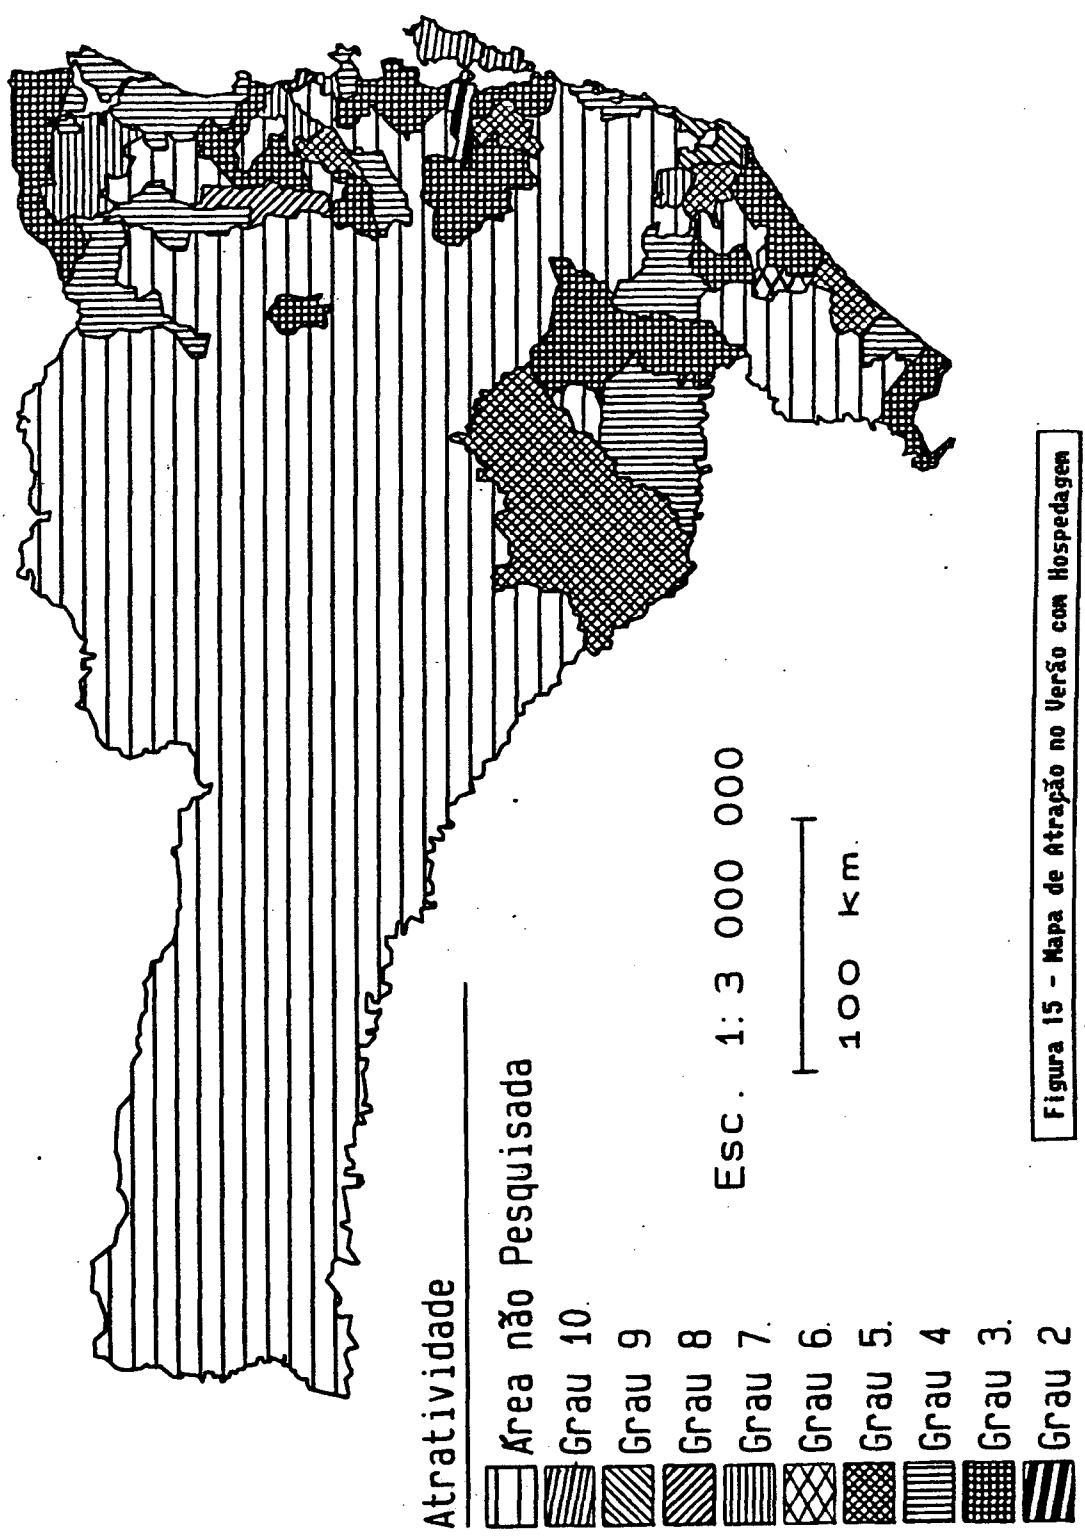 Atratividade
Área não Pesquisada
Grau 10.
Grau 9
Grau 8
Grau 7.
Grau 6.
Grau 5.
Grau 4
Grau 3.
Grau 2
Esc. 1: 3 000 000
100 km.
Figura 15 - Mapa de Atração no Verão com Hospedagem